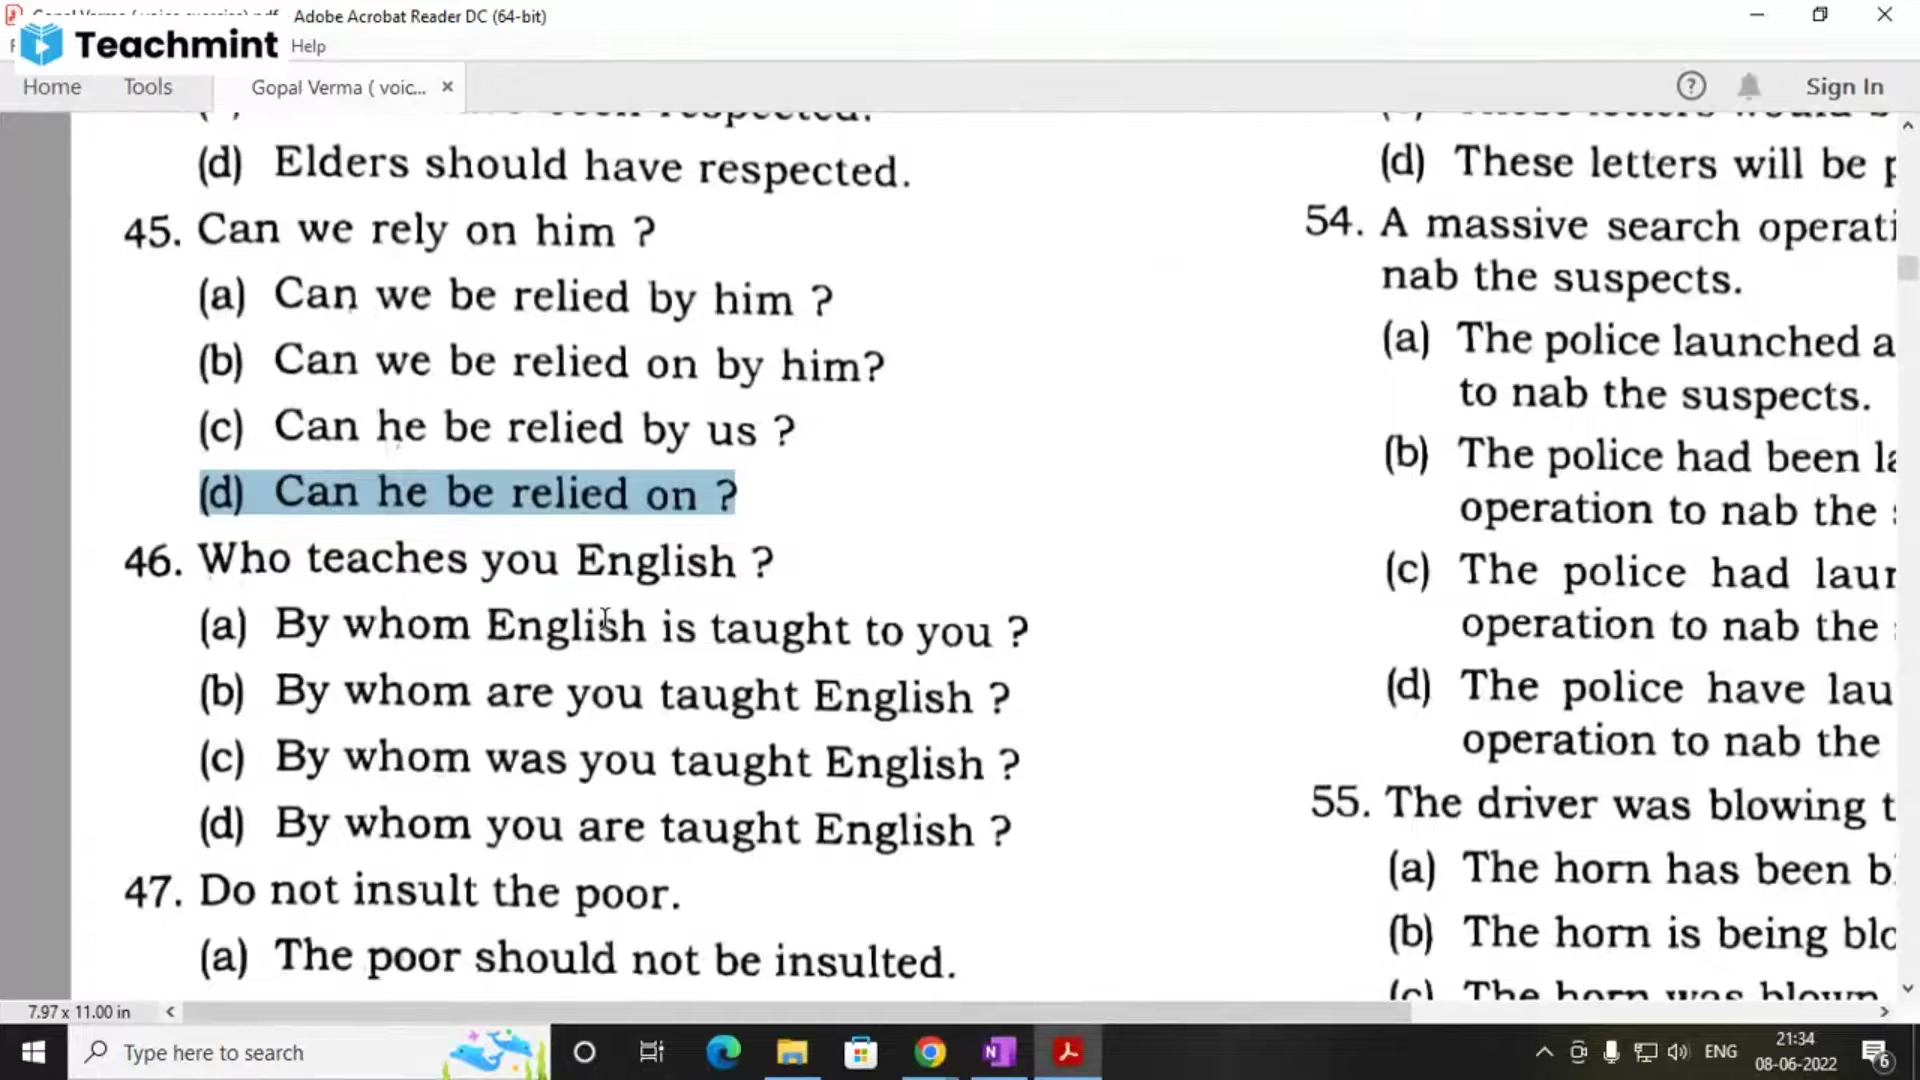 Adobe Acrobat Reader DC (64-bit)
Teachmint
Help
Home Tools Gopal Verma ( voic... × Sign In
(d) Elders should have respected.
45. Can we rely on him ?
(a) Can we be relied by him ?
(b) Can we be relied on by him?
(c) Can he be relied by us ?
(d) Can he be relied on ?
46. Who teaches you English ?
(a) By whom English is taught to you ?
(b) By whom are you taught English ?
(c) By whom was you taught English ?
(d) By whom you are taught English ?
47. Do not insult the poor.
(a) The poor should not be insulted.
(d) These letters will be
54. A massive search operati
nab the suspects.
(a) The police launched a
to nab the suspects.
(b) The police had been la
operation to nab the
(c) The police had laun
operation to nab the
(d) The police have lau
operation to nab the
55. The driver was blowing t
(a) The horn has been b
(b) The horn is being blo
(c) The horn was blown
7.97 x 11.00 in
Type here to search
ENG
21:34
08-06-2022
6